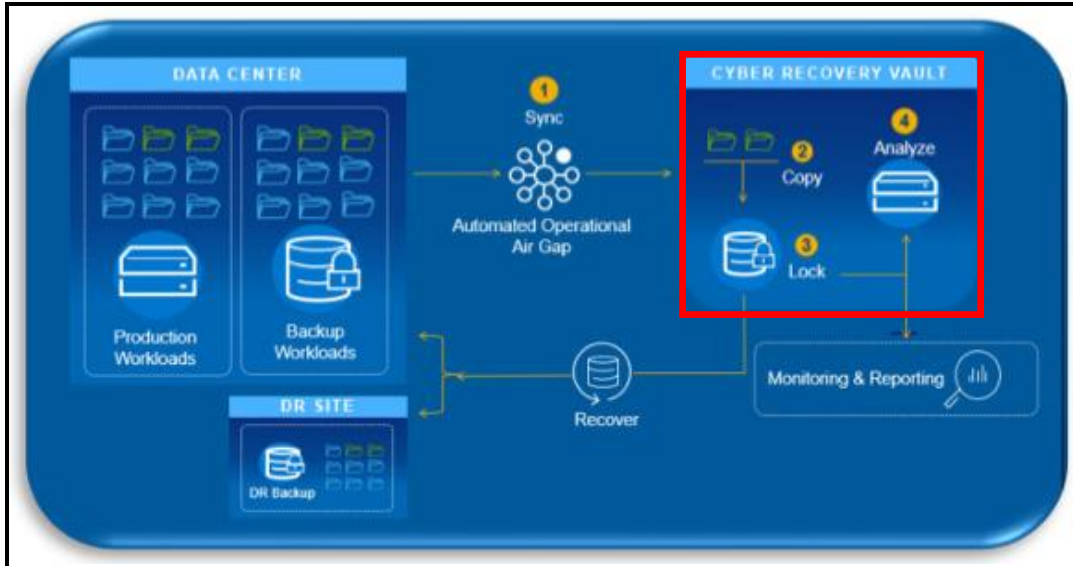 DATA CENTER
Production
Workloads
Backup
Workloads
1
Sync
Automated Operational
Air Gap
CYBER RECOVERY VAULT
2
Copy
3
Lock
4
Analyze
Monitoring & Reporting
Recover
DR SITE
DR Backup